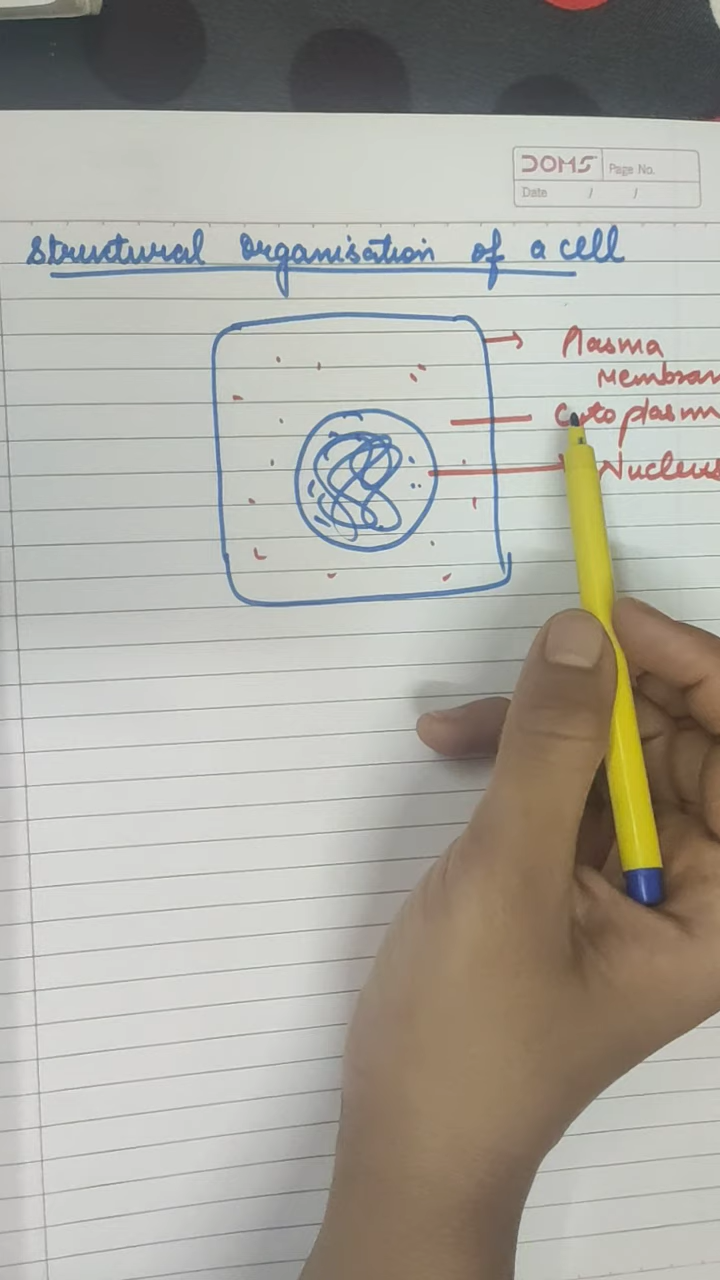 DOMS Page No.
Date / /
Structural Organisation of a cell
Plasma
Membran
Cytoplasm
Nucleus